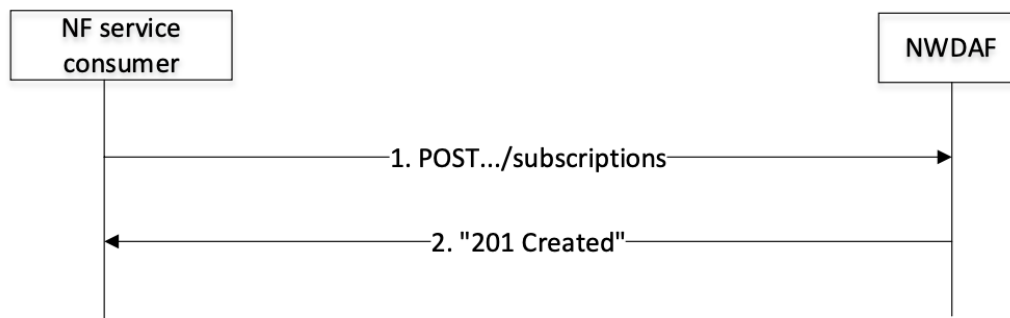 NF service
consumer
NWDAF
1. POST.../subscriptions
2. "201 Created"